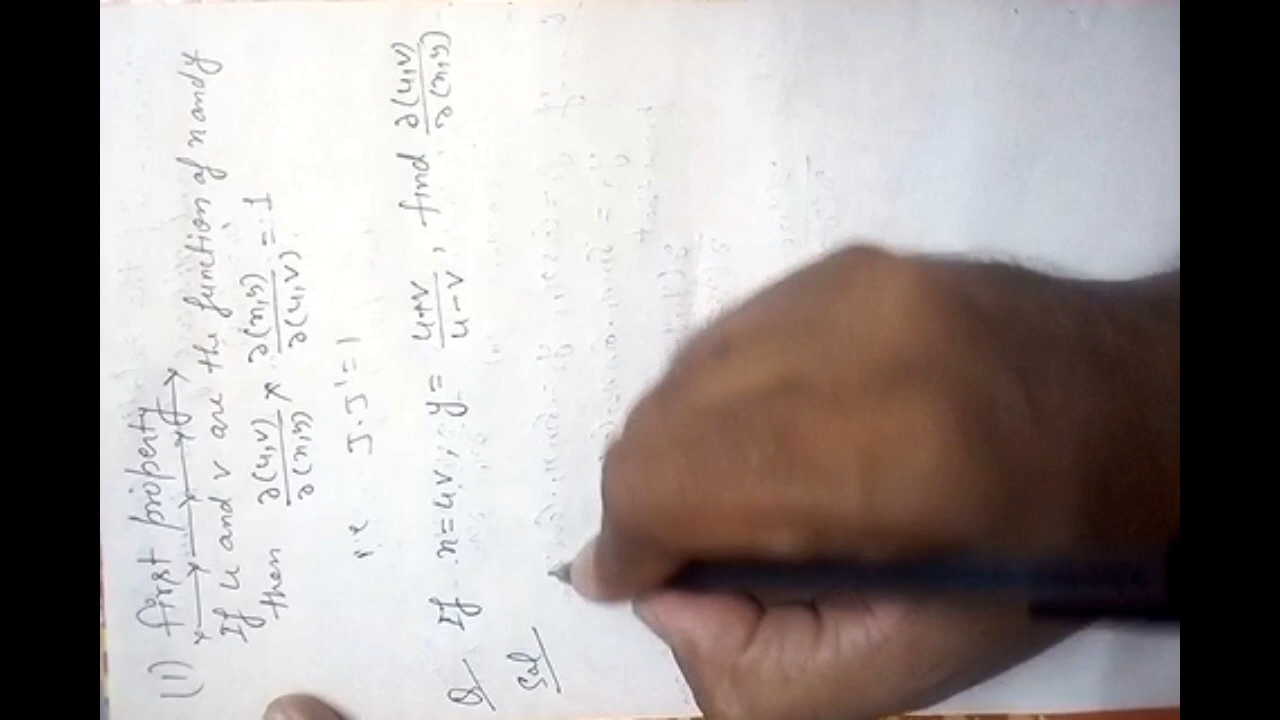 (1) first property
If u and v are the function of x and y
then ∂(u,v)/∂(x,y) × ∂(x,y)/∂(u,v) = 1
i.e J.J' = 1
Q If x = uv, y = u+v/u-v, find ∂(u,v)/∂(x,y)
Sol